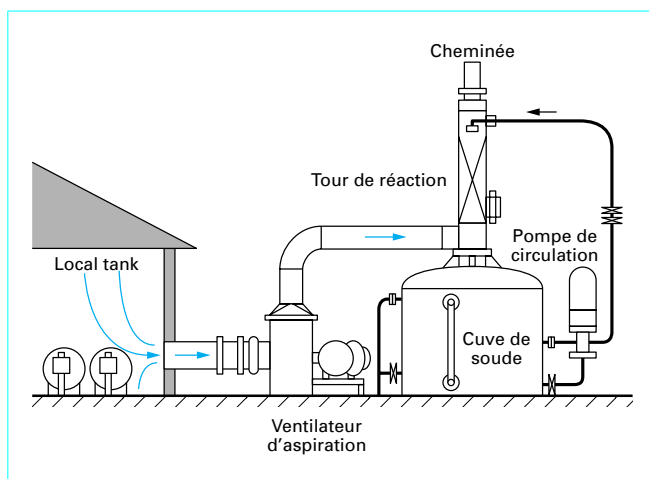 Cheminée
Tour de réaction
Pompe de
circulation
Local tank
Cuve de
soude
Ventilateur
d'aspiration